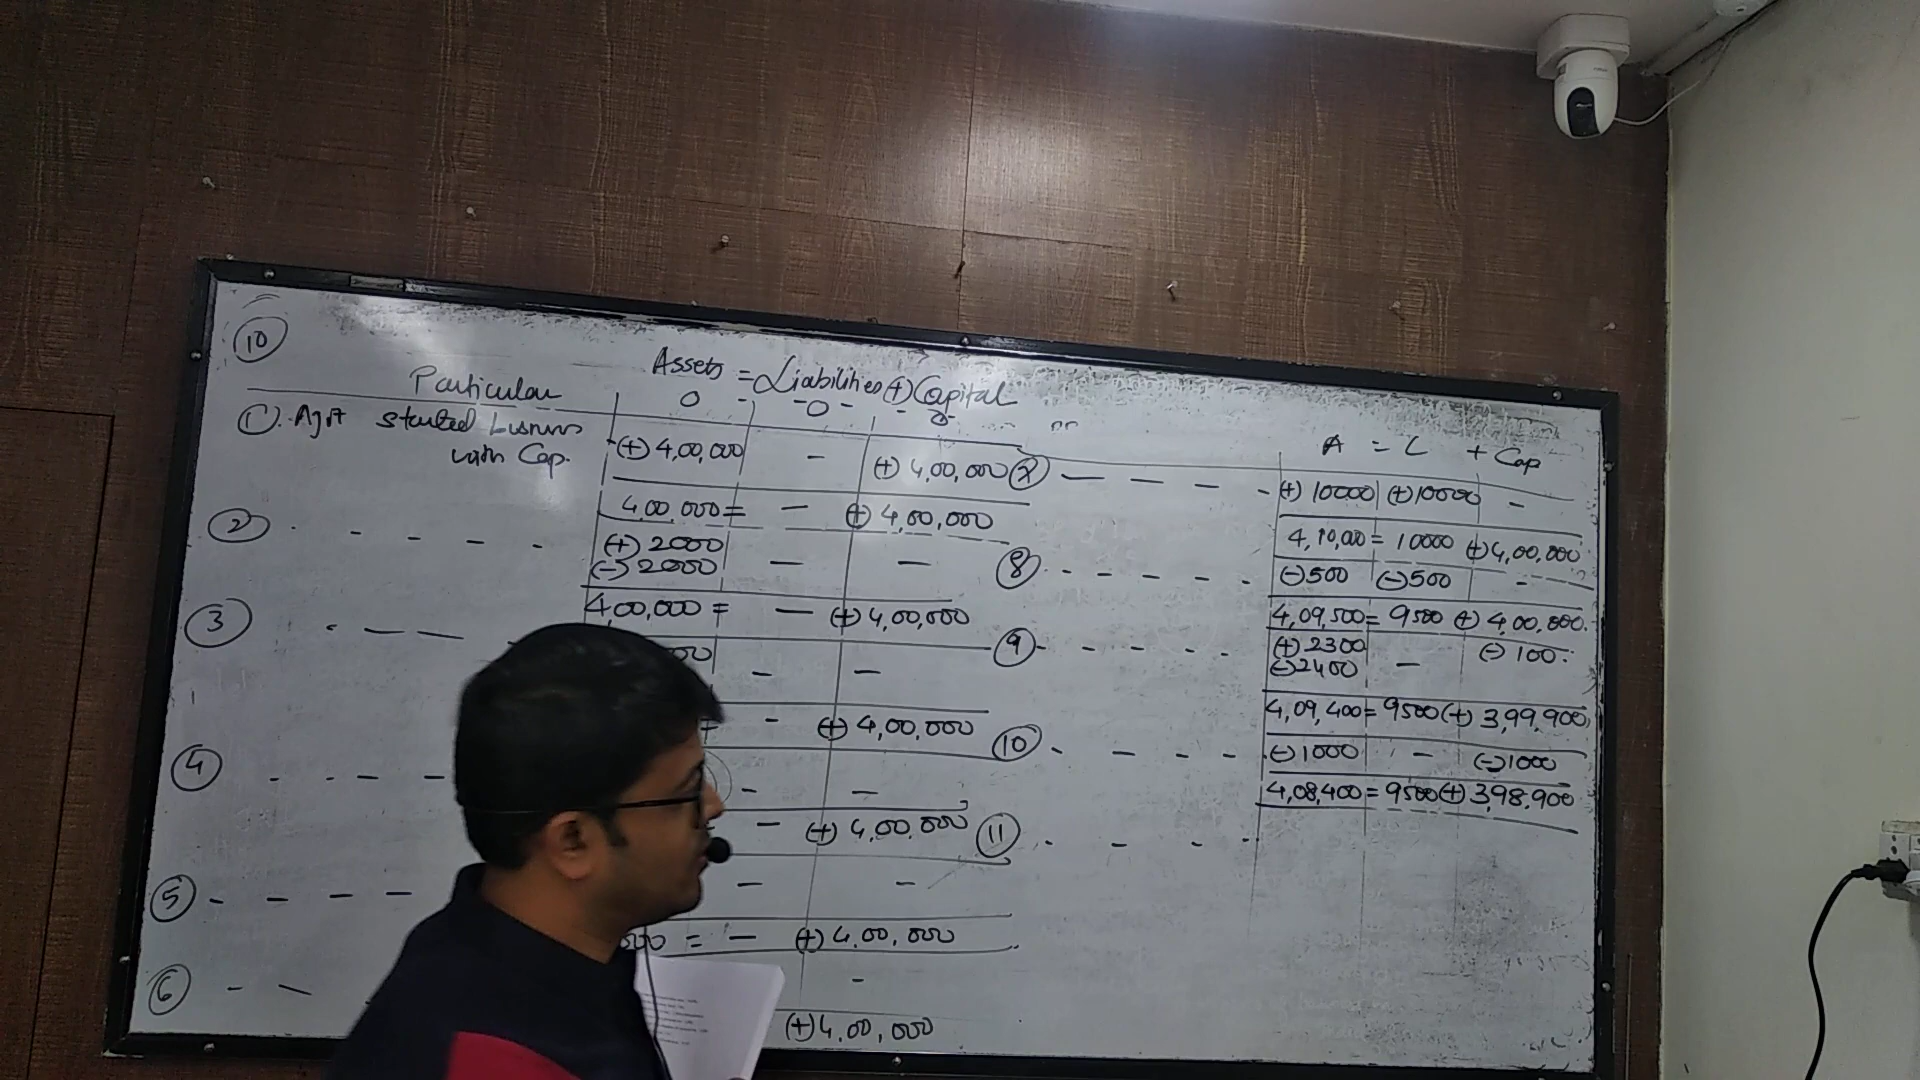 10
Assets = Liabilities (+) Capital
Particular 0 - 0 - 0
1. Ajit started business
with Cap.
(+) 4,00,000 - (+) 4,00,000
4,00,000 = - (+) 4,00,000
2
(+) 2000
(-) 2000 - -
4,00,000 = - (+) 4,00,000
3
- -
= - (+) 4,00,000
4
- -
- (+) 4,00,000
5
- -
000 = - (+) 4,00,000
6
-
(+) 4,00,000
A = L + Cap
7 (+) 10000 (+) 10000 -
4,10,000 = 10000 (+) 4,00,000
8 (-) 500 (-) 500 -
4,09,500 = 9500 (+) 4,00,000.
9 (+) 2300 (-) 100
(-) 2400 -
4,09,400 = 9500 (+) 3,99,900
10 (-) 1000 - (-) 1000
4,08,400 = 9500 (+) 3,98,900
11